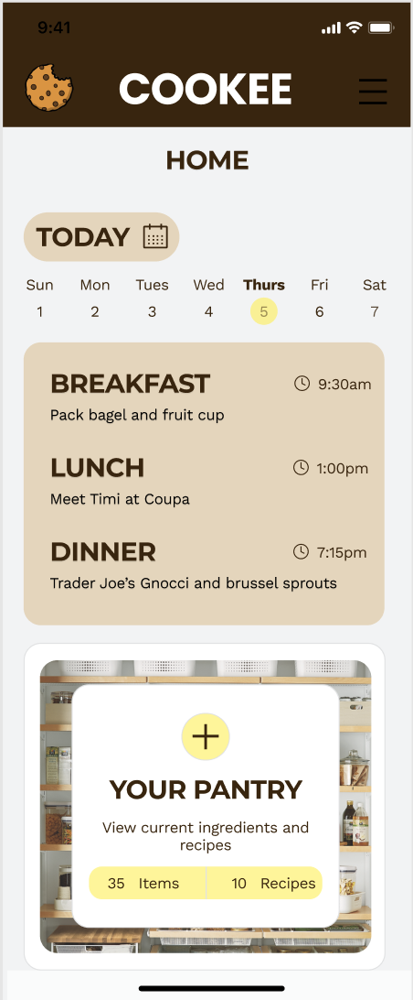 9:41
COOKEE
HOME
TODAY
Sun Mon Tues Wed Thurs Fri Sat
1 2 3 4 5 6 7
BREAKFAST 9:30am
Pack bagel and fruit cup
LUNCH 1:00pm
Meet Timi at Coupa
DINNER 7:15pm
Trader Joe’s Gnocci and brussel sprouts
YOUR PANTRY
View current ingredients and
recipes
35 Items 10 Recipes